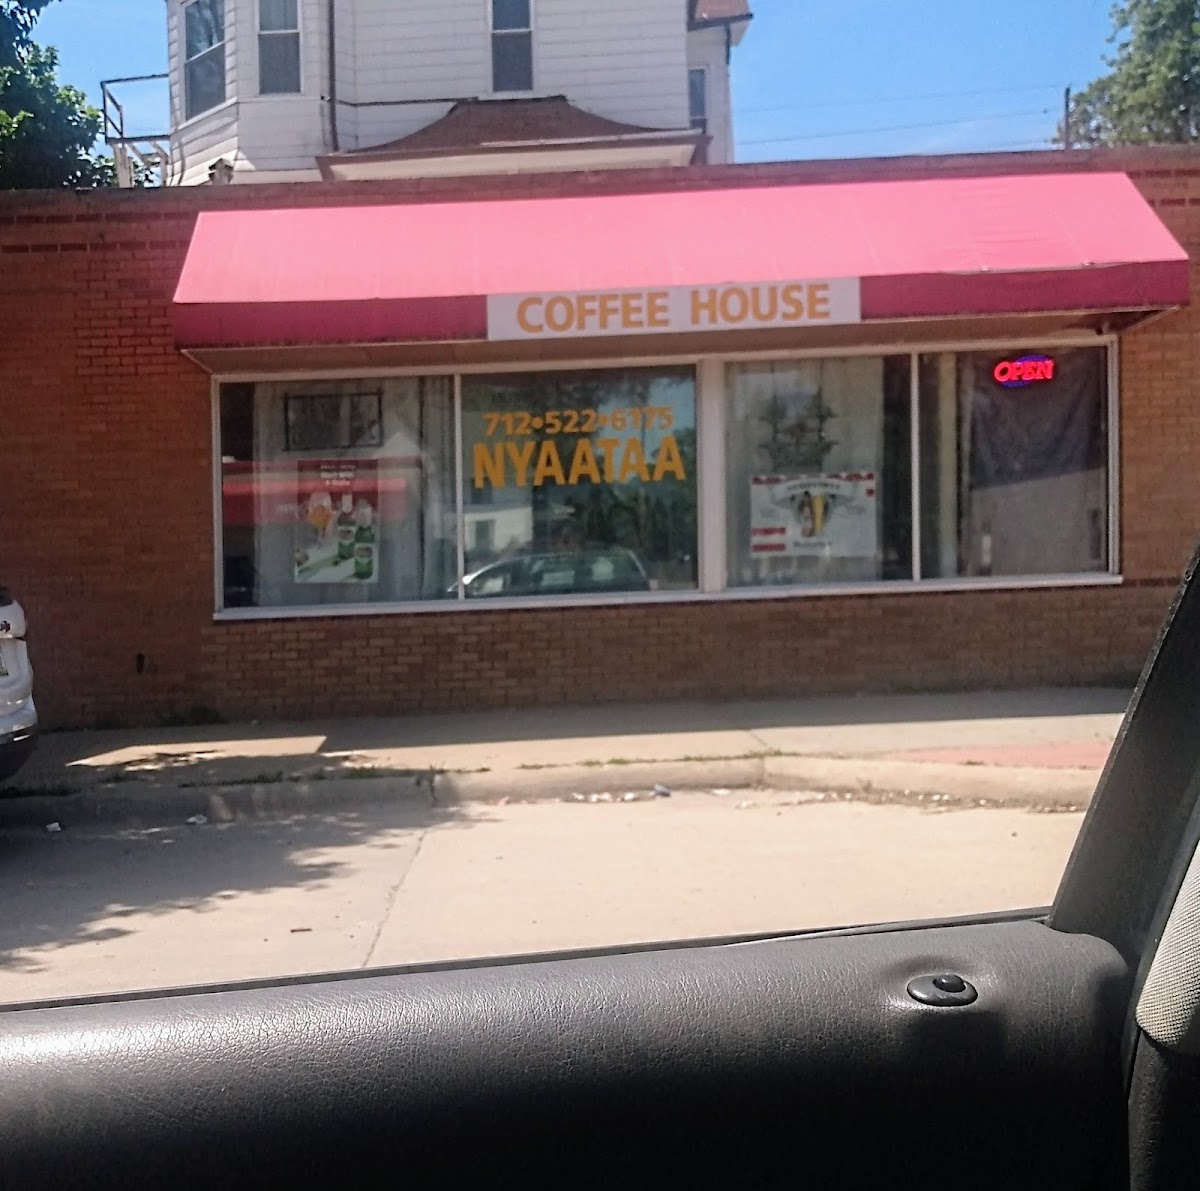 COFFEE HOUSE
OPEN
712•522•6175
NYAATAA